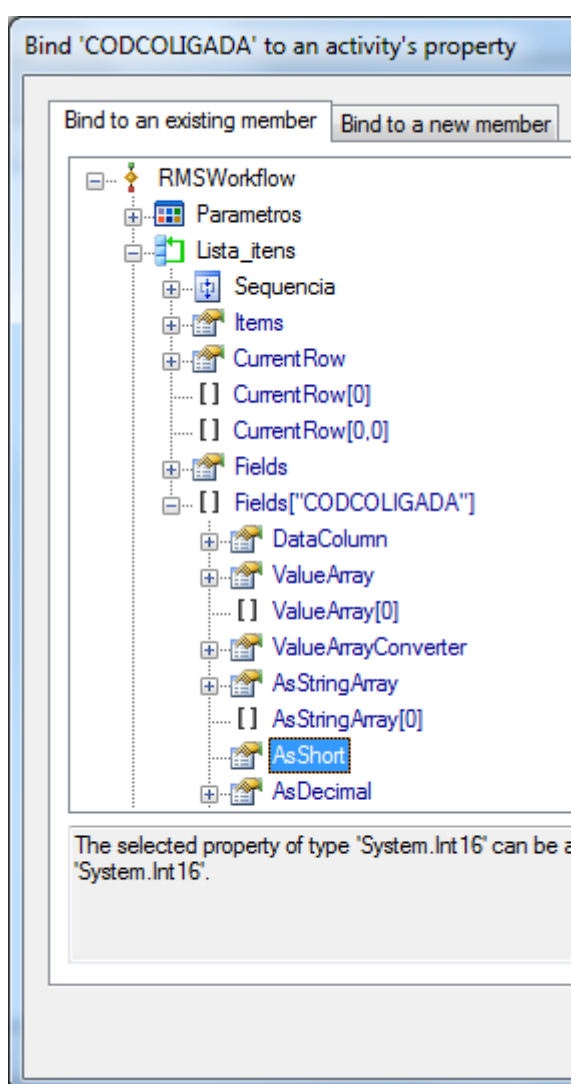 Bind 'CODCOLIGADA' to an activity's property
Bind to an existing member Bind to a new member
RMSWorkflow
Parametros
Lista_itens
Sequencia
Items
CurrentRow
[ ] CurrentRow[0]
[ ] CurrentRow[0,0]
Fields
[ ] Fields["CODCOLIGADA"]
DataColumn
ValueArray
[ ] ValueArray[0]
ValueArrayConverter
AsStringArray
[ ] AsStringArray[0]
AsShort
AsDecimal
The selected property of type 'System.Int16' can be
'System.Int16'.